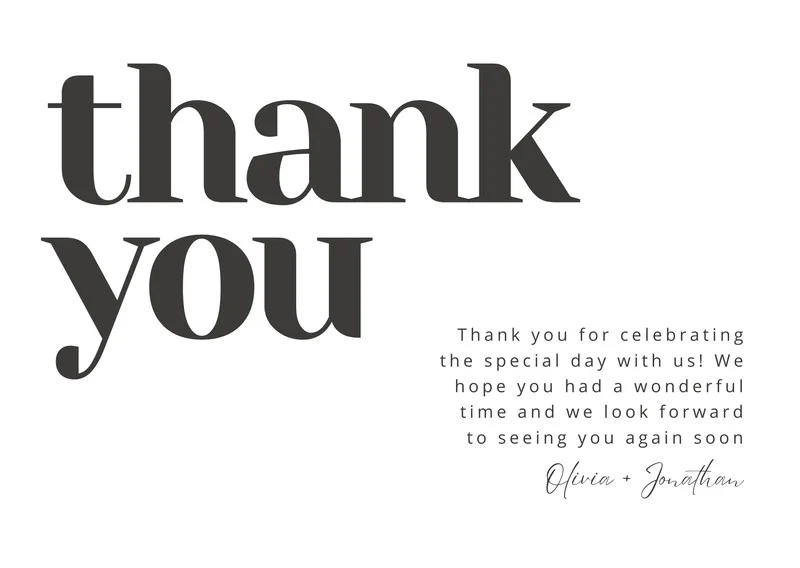 thank
you
Thank you for celebrating
the special day with us! We
hope you had a wonderful
time and we look forward
to seeing you again soon
Olivia + Jonathan